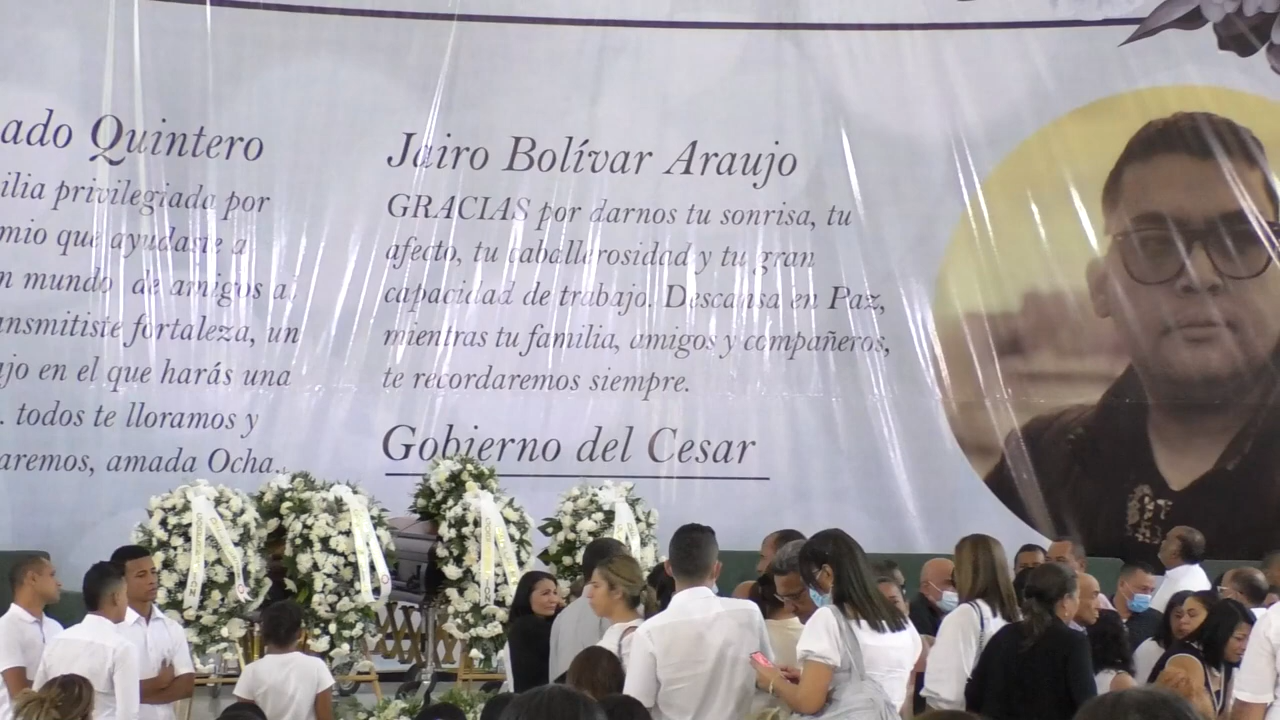 ado Quintero
ilia privilegiada por
mio que ayudaste a
n mundo de amigos a
ansmitiste fortaleza, un
ajo en el que harás una
. todos te lloramos y
aremos, amada Ocha.
Jairo Bolívar Araujo
GRACIAS por darnos tu sonrisa, tu
afecto, tu caballerosidad y tu gran
capacidad de trabajo. Descansa en Paz,
mientras tu familia, amigos y compañeros,
te recordaremos siempre.
Gobierno del Cesar